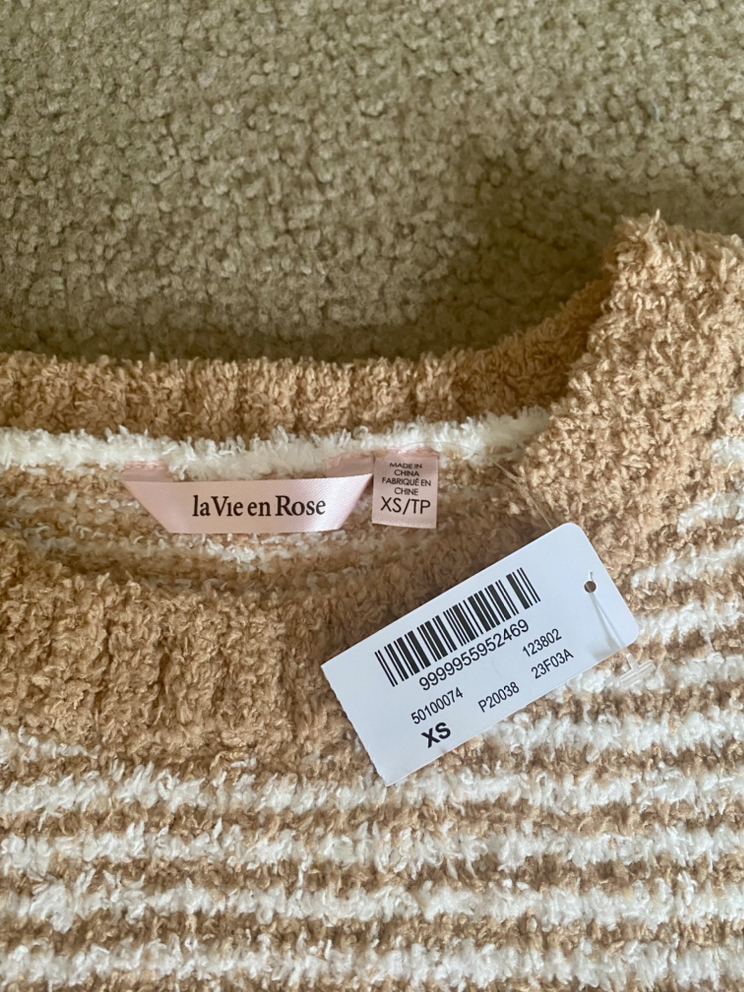 la Vie en Rose
MADE IN
CHINA
FABRIQUÉ EN
CHINE
XS/TP
9999955952469
50100074
123802
XS
P20038
23F03A